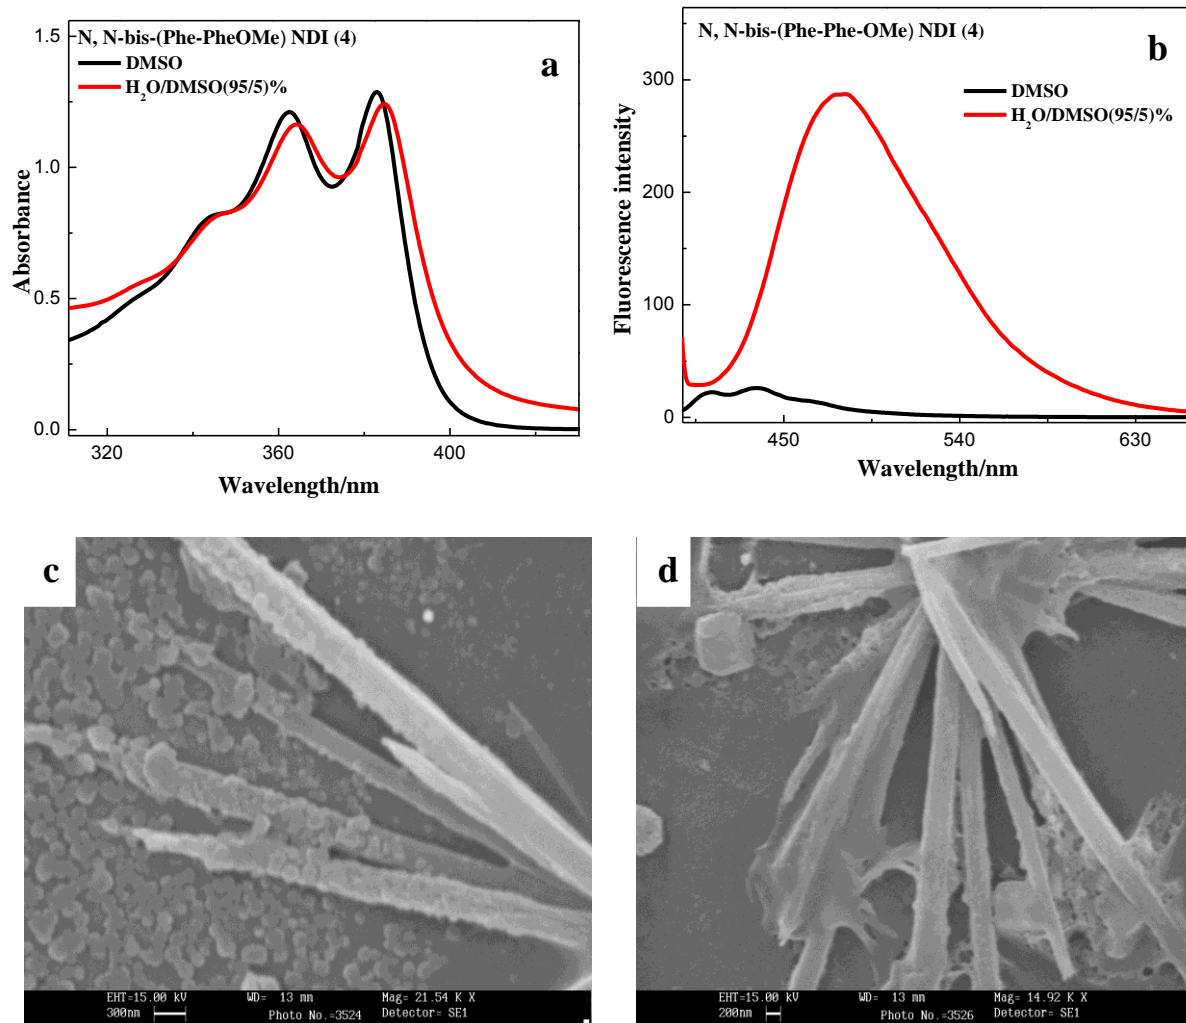 N, N-bis-(Phe-PheOMe) NDI (4)
DMSO
H2O/DMSO(95/5)%
a
1.5
1.0
0.5
0.0
Absorbance
320
360
400
Wavelength/nm
N, N-bis-(Phe-Phe-OMe) NDI (4)
b
DMSO
H2O/DMSO(95/5)%
300
200
100
0
Fluorescence intensity
450
540
630
Wavelength/nm
c
EHT=15.00 kV WD= 13 mm Mag= 21.54 K X
300nm Photo No.=3524 Detector= SE1
d
EHT=15.00 kV WD= 13 mm Mag= 14.92 K X
200nm Photo No.=3526 Detector= SE1